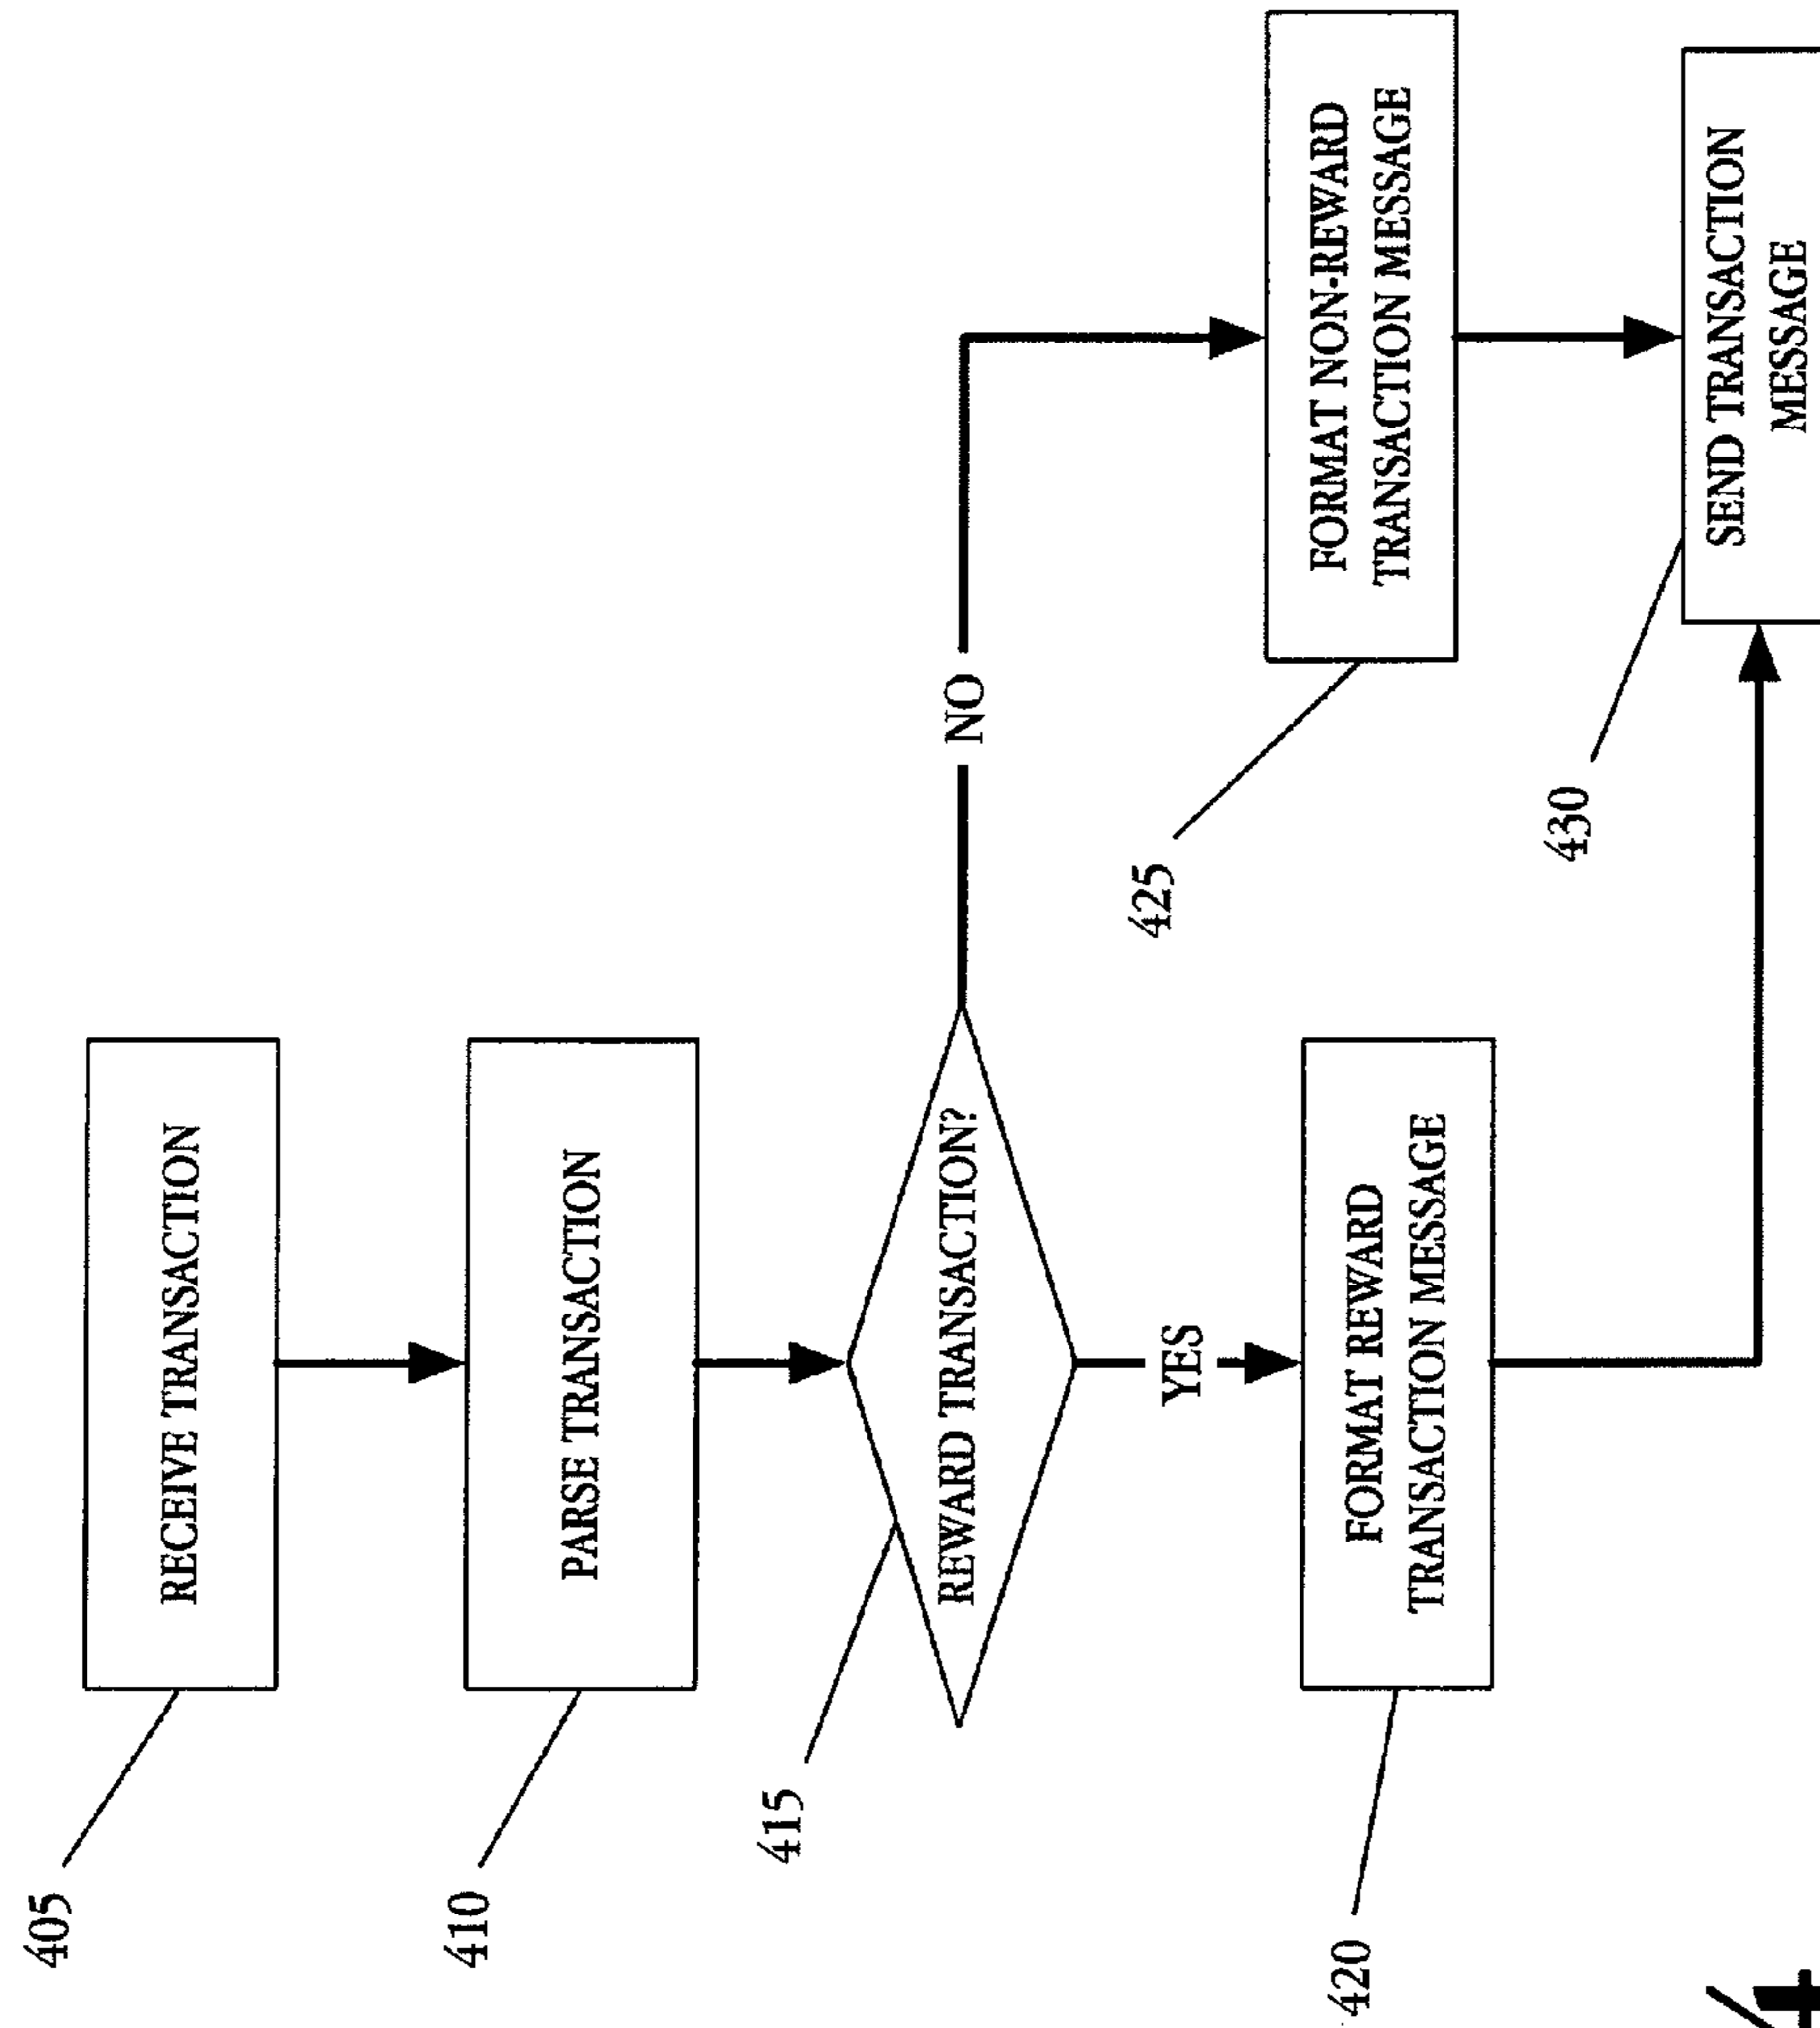 405
RECEIVE TRANSACTION
410
PARSE TRANSACTION
415
REWARD TRANSACTION?
NO
YES
425
FORMAT NON-REWARD
TRANSACTION MESSAGE
420
FORMAT REWARD
TRANSACTION MESSAGE
430
SEND TRANSACTION
MESSAGE